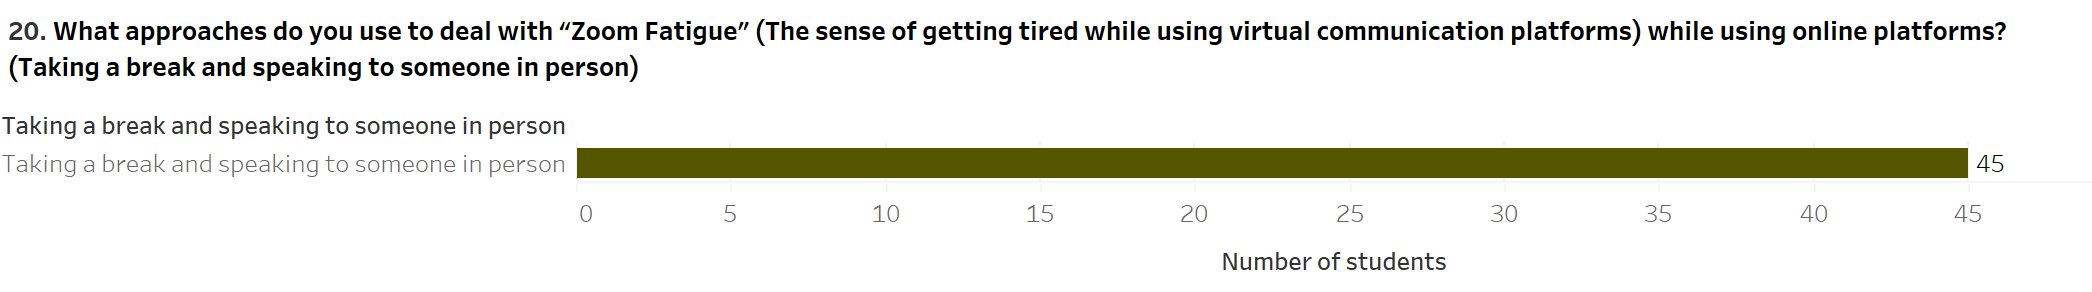 20. What approaches do you use to deal with “Zoom Fatigue” (The sense of getting tired while using virtual communication platforms) while using online platforms?
(Taking a break and speaking to someone in person)
Taking a break and speaking to someone in person
Taking a break and speaking to someone in person 45
0 5 10 15 20 25 30 35 40 45
Number of students